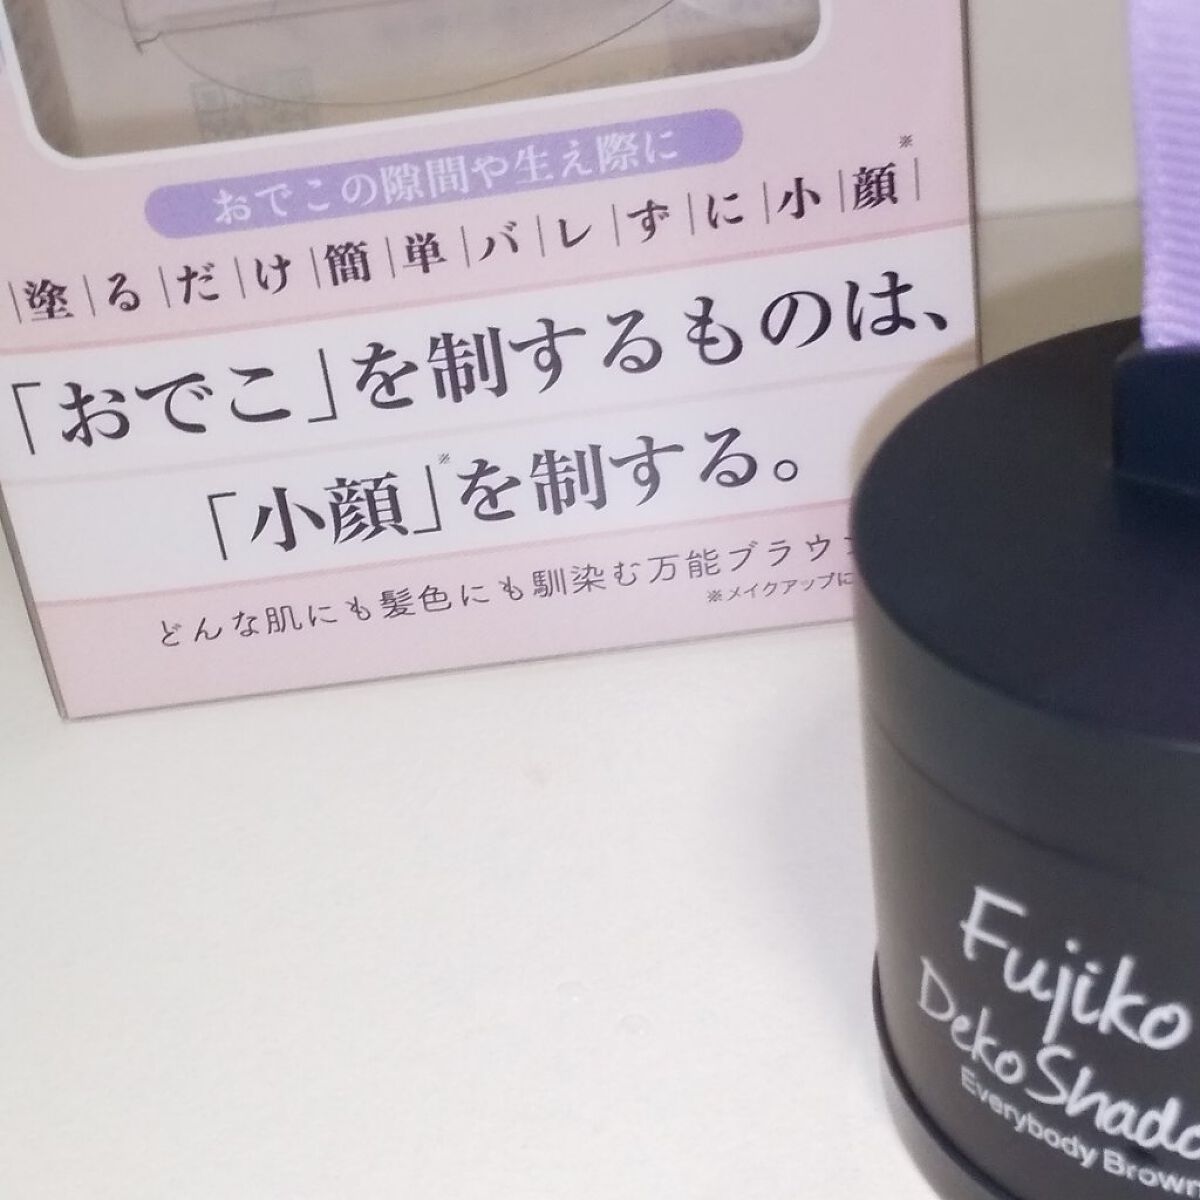 おでこの隙間や生え際に
塗るだけ簡単バレずに小顔※
「おでこ」を制するものは、
「小顔」※を制する。
どんな肌にも髪色にも馴染む万能ブラウ
※メイクアップに
Fujiko
Deko Shado
Everybody Brown